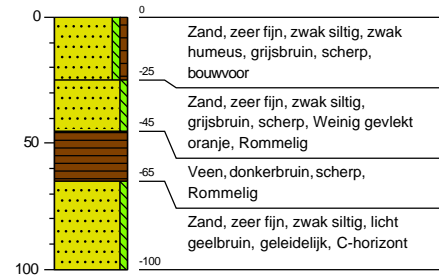 0
0
Zand, zeer fijn, zwak siltig, zwak
humeus, grijsbruin, scherp,
bouwvoor
-25
Zand, zeer fijn, zwak siltig,
grijsbruin, scherp, Weinig gevlekt
oranje, Rommelig
-45
50
Veen, donkerbruin, scherp,
Rommelig
-65
Zand, zeer fijn, zwak siltig, licht
geelbruin, geleidelijk, C-horizont
100
-100